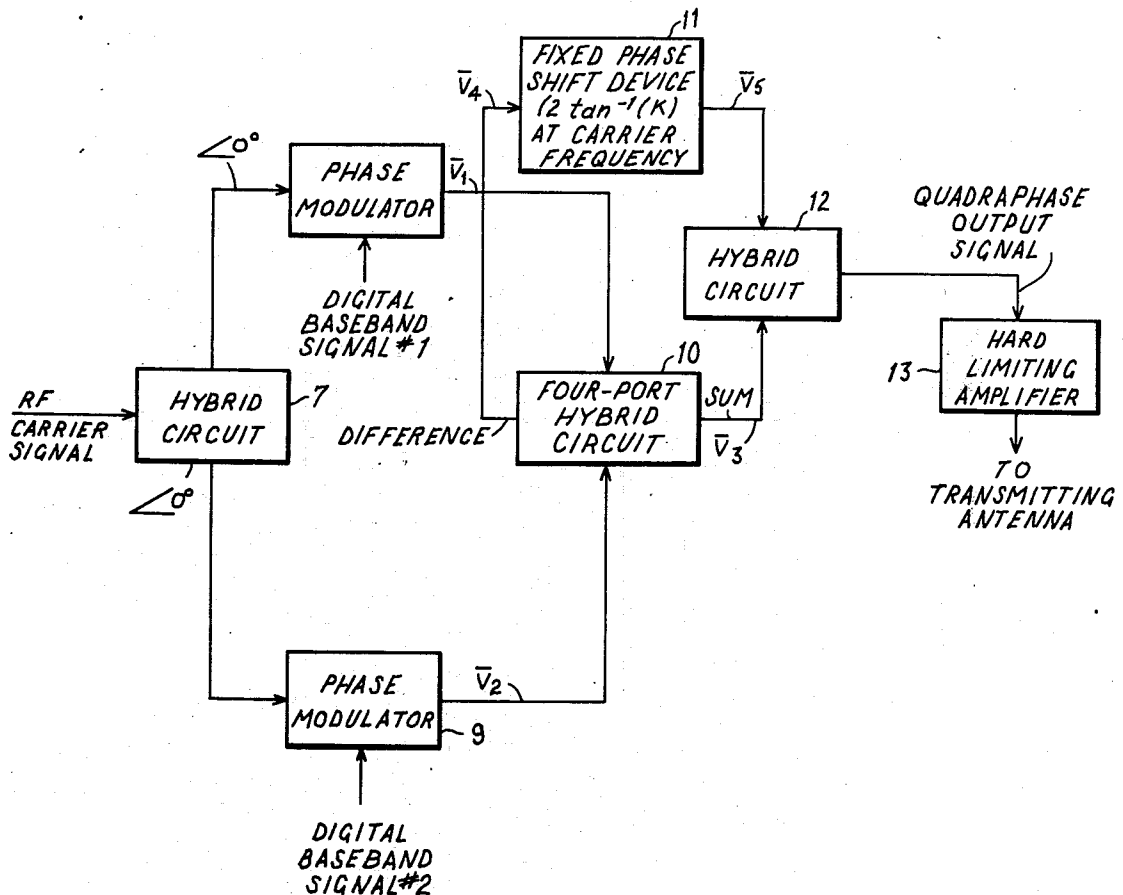 11
FIXED PHASE
SHIFT DEVICE
(2 tan⁻¹(K)
AT CARRIER
FREQUENCY)
V̅4
V̅5
∠0°
PHASE
MODULATOR
V̅1
DIGITAL
BASEBAND
SIGNAL #1
12
HYBRID
CIRCUIT
QUADRAPHASE
OUTPUT
SIGNAL
13
HARD
LIMITING
AMPLIFIER
TO
TRANSMITTING
ANTENNA
RF
CARRIER
SIGNAL
HYBRID
CIRCUIT
7
∠0°
DIFFERENCE
10
FOUR-PORT
HYBRID
CIRCUIT
SUM
V̅3
PHASE
MODULATOR
9
V̅2
DIGITAL
BASEBAND
SIGNAL #2